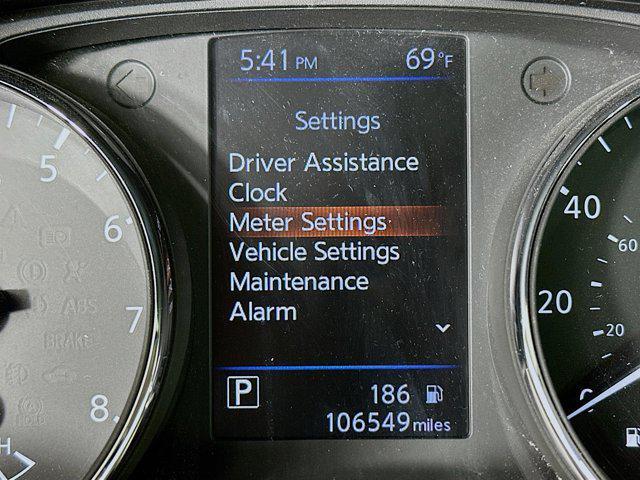 5:41 PM 69°F
Settings
Driver Assistance
Clock
Meter Settings
Vehicle Settings
Maintenance
Alarm
P 186
106549 miles
5
6
7
8
H
40
60
20
20
0
ABS
BRAKE